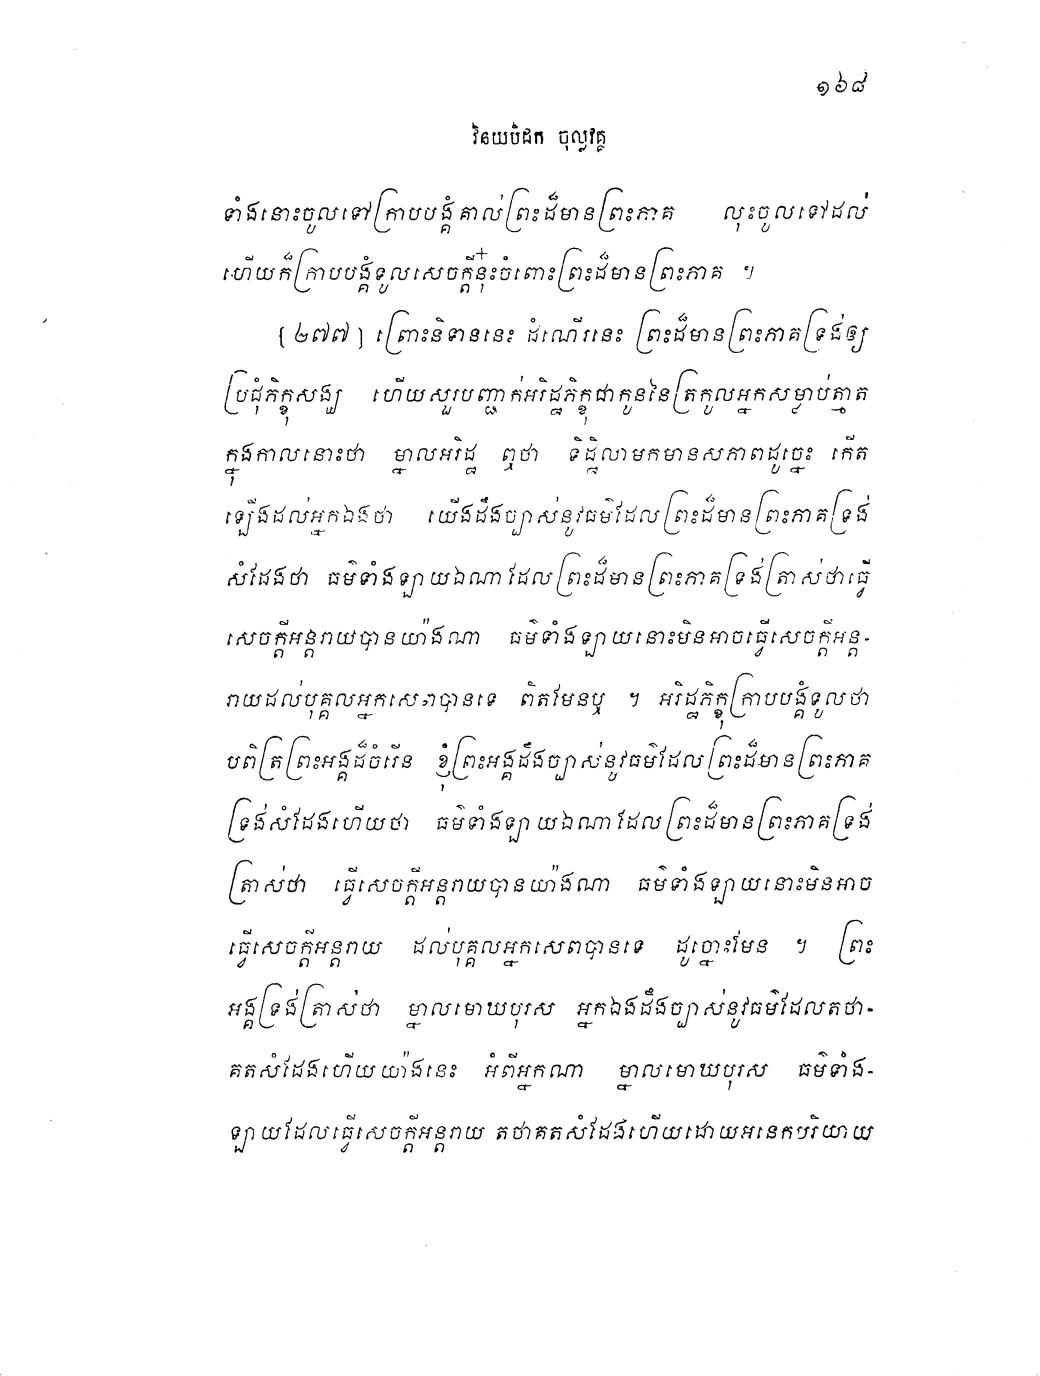 ១៦៨
វិនយបិដក ចុល្លវគ្គ
ទាំងនោះចូលទៅក្រាបបង្គំគាល់ព្រះដ៏មានព្រះភាគ លុះចូលទៅដល់
ហើយក៏ក្រាបបង្គំទូលសេចក្តីនុ៎ះចំពោះព្រះដ៏មានព្រះភាគ ។
[២៧៧] ព្រោះនិទាននេះ ដំណើរនេះ ព្រះដ៏មានព្រះភាគទ្រង់ឲ្យ
ប្រជុំភិក្ខុសង្ឃ ហើយសួរបញ្ជាក់អរិដ្ឋភិក្ខុជាកូននៃត្រកូលអ្នកសម្លាប់ត្មាត
ក្នុងកាលនោះថា ម្នាលអរិដ្ឋ ឮថា ទិដ្ឋិលាមកមានសភាពដូច្នេះ កើត
ឡើងដល់អ្នកឯងថា យើងដឹងច្បាស់នូវធម៌ដែលព្រះដ៏មានព្រះភាគទ្រង់
សំដែងថា ធម៌ទាំងឡាយឯណាដែលព្រះដ៏មានព្រះភាគទ្រង់ត្រាស់ថាធ្វើ
សេចក្តីអន្តរាយបានយ៉ាងណា ធម៌ទាំងឡាយនោះមិនអាចធ្វើសេចក្តីអន្ត-
រាយដល់បុគ្គលអ្នកសេពបានទេ ពិតមែនឬ ។ អរិដ្ឋភិក្ខុក្រាបបង្គំទូលថា
បពិត្រព្រះអង្គដ៏ចំរើន ខ្ញុំព្រះអង្គដឹងច្បាស់នូវធម៌ដែលព្រះដ៏មានព្រះភាគ
ទ្រង់សំដែងហើយថា ធម៌ទាំងឡាយឯណាដែលព្រះដ៏មានព្រះភាគទ្រង់
ត្រាស់ថា ធ្វើសេចក្តីអន្តរាយបានយ៉ាងណា ធម៌ទាំងឡាយនោះមិនអាច
ធ្វើសេចក្តីអន្តរាយ ដល់បុគ្គលអ្នកសេពបានទេ ដូច្នោះមែន ។ ព្រះ
អង្គទ្រង់ត្រាស់ថា ម្នាលមោឃបុរស អ្នកឯងដឹងច្បាស់នូវធម៌ដែលតថា-
គតសំដែងហើយយ៉ាងនេះ អំពីអ្នកណា ម្នាលមោឃបុរស ធម៌ទាំង-
ឡាយដែលធ្វើសេចក្តីអន្តរាយ តថាគតសំដែងហើយដោយអនេកបរិយាយ